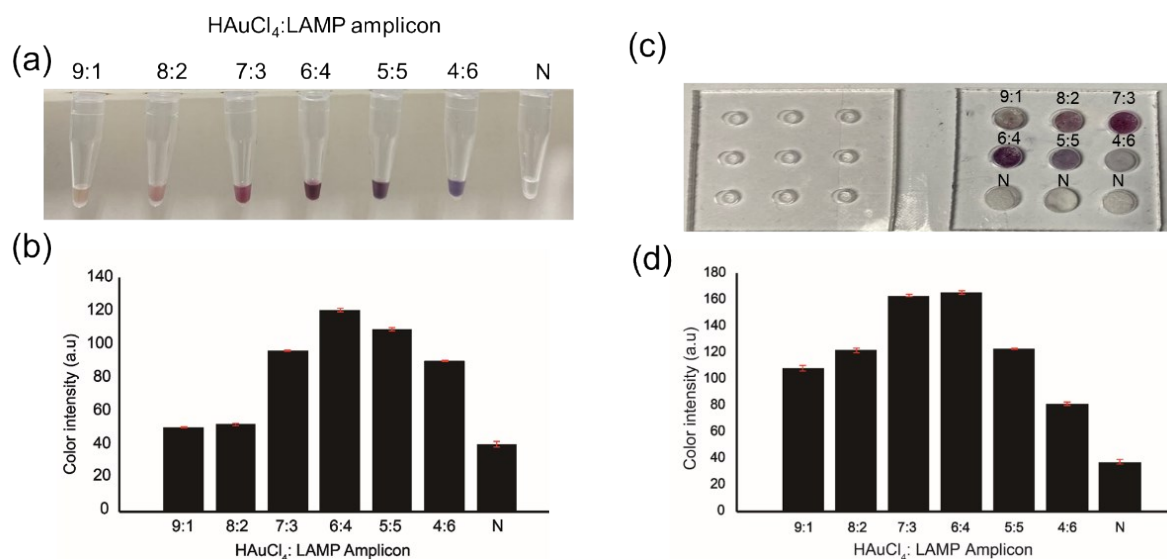 HAuCl₄:LAMP amplicon
(a)
9:1 8:2 7:3 6:4 5:5 4:6 N
(b)
140
120
100
80
60
40
20
0
Color intensity (a.u)
9:1 8:2 7:3 6:4 5:5 4:6 N
HAuCl₄: LAMP Amplicon
(c)
9:1 8:2 7:3
6:4 5:5 4:6
N N N
(d)
180
160
140
120
100
80
60
40
20
0
Color intensity (a.u)
9:1 8:2 7:3 6:4 5:5 4:6 N
HAuCl₄: LAMP Amplicon